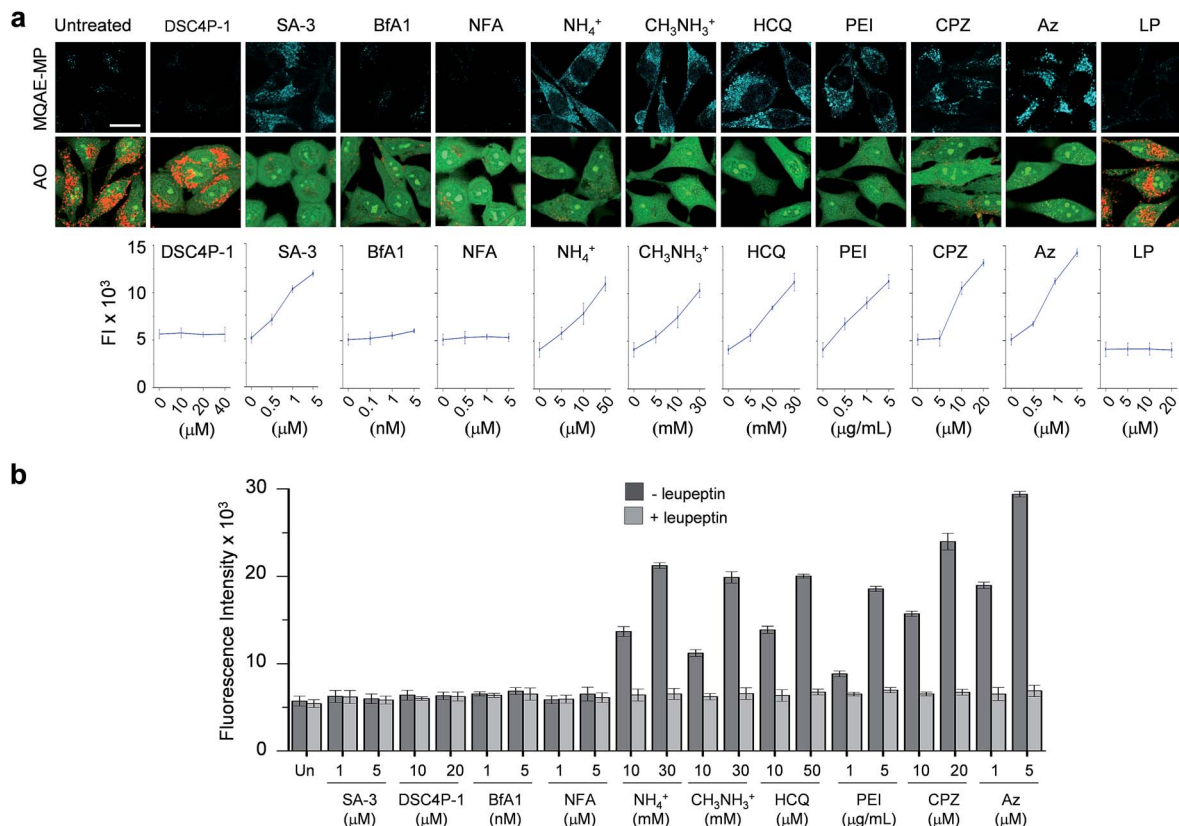 a
Untreated DSC4P-1 SA-3 BfA1 NFA NH₄⁺ CH₃NH₃⁺ HCQ PEI CPZ Az LP
MQAE-MP
AO
DSC4P-1 SA-3 BfA1 NFA NH₄⁺ CH₃NH₃⁺ HCQ PEI CPZ Az LP
FI x 10³
15
10
5
0
0 10 20 40 0 0.5 1 5 0 0.1 1 5 0 0.5 1 5 0 5 10 50 0 5 10 30 0 5 10 30 0 0.5 1 5 0 5 10 20 0 0.5 1 5 0 5 10 20
(μM) (μM) (nM) (μM) (μM) (mM) (mM) (μg/mL) (μM) (μM) (μM)
b
Fluorescence Intensity x 10³
30
20
10
0
- leupeptin
+ leupeptin
Un 1 5 10 20 1 5 1 5 10 30 10 30 10 50 1 5 10 20 1 5
SA-3 DSC4P-1 BfA1 NFA NH₄⁺ CH₃NH₃⁺ HCQ PEI CPZ Az
(μM) (μM) (nM) (μM) (mM) (mM) (μM) (μg/mL) (μM) (μM)